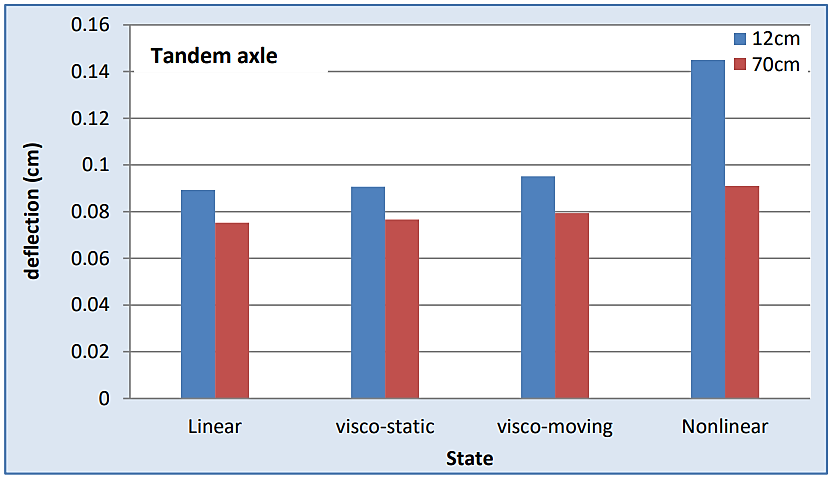 Tandem axle
12cm
70cm
deflection (cm)
0.16
0.14
0.12
0.1
0.08
0.06
0.04
0.02
0
Linear
visco-static
visco-moving
Nonlinear
State